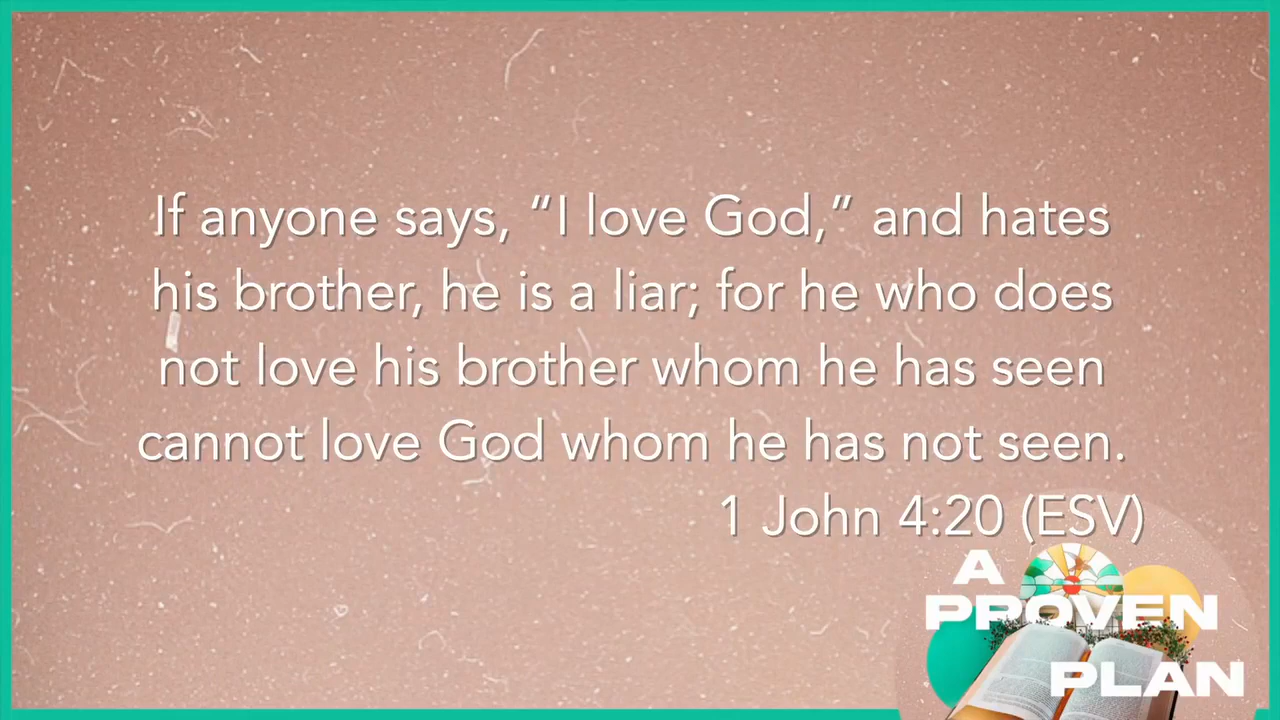 If anyone says, “I love God,” and hates
his brother, he is a liar; for he who does
not love his brother whom he has seen
cannot love God whom he has not seen.
1 John 4:20 (ESV)
A
PROVEN
PLAN